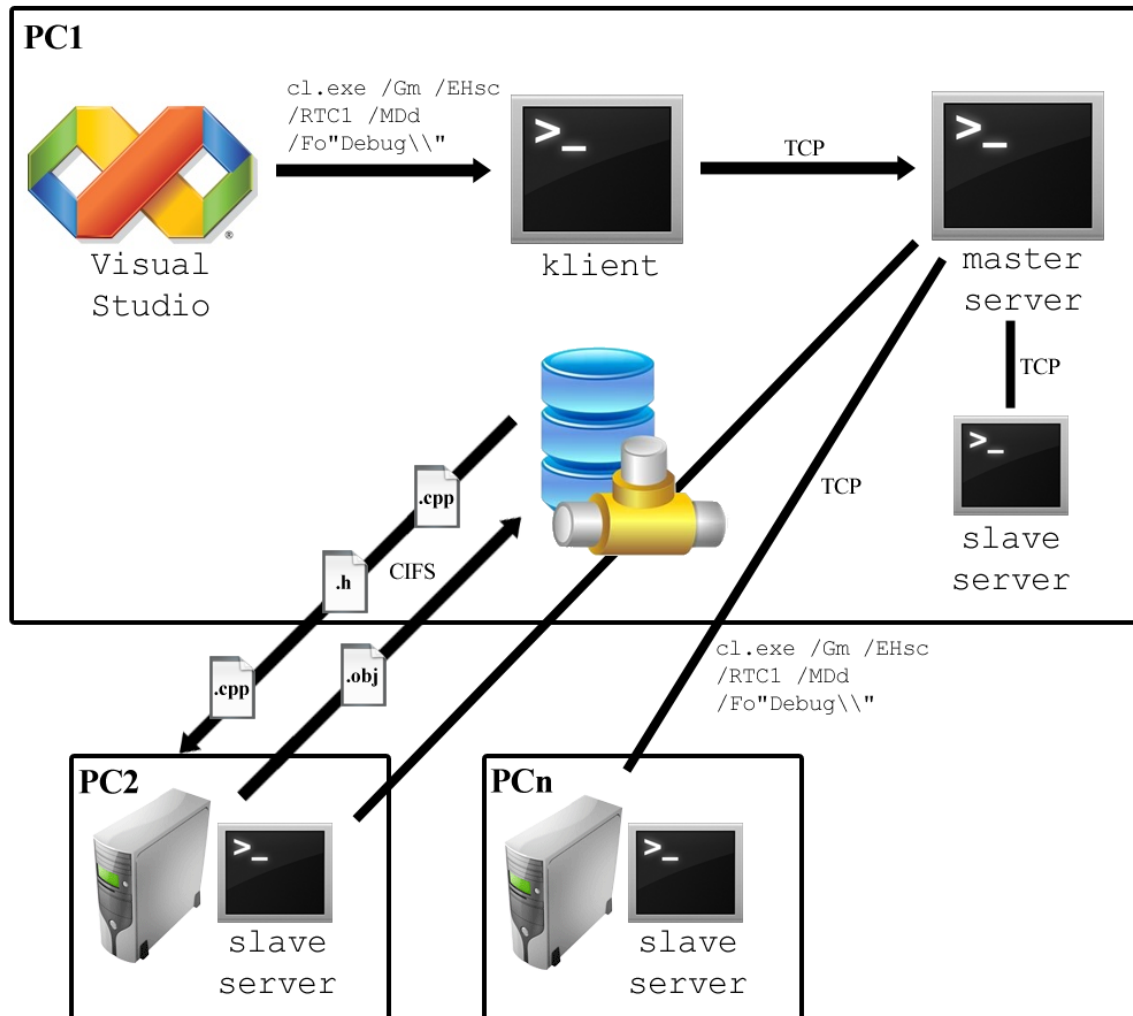 PC1
cl.exe /Gm /EHsc
/RTC1 /MDd
/Fo"Debug\\"
>_
>_
TCP
®
Visual
Studio
klient
master
server
TCP
>_
slave
server
.cpp
.h
CIFS
.cpp
.obj
TCP
cl.exe /Gm /EHsc
/RTC1 /MDd
/Fo"Debug\\"
PC2
>_
slave
server
PCn
>_
slave
server